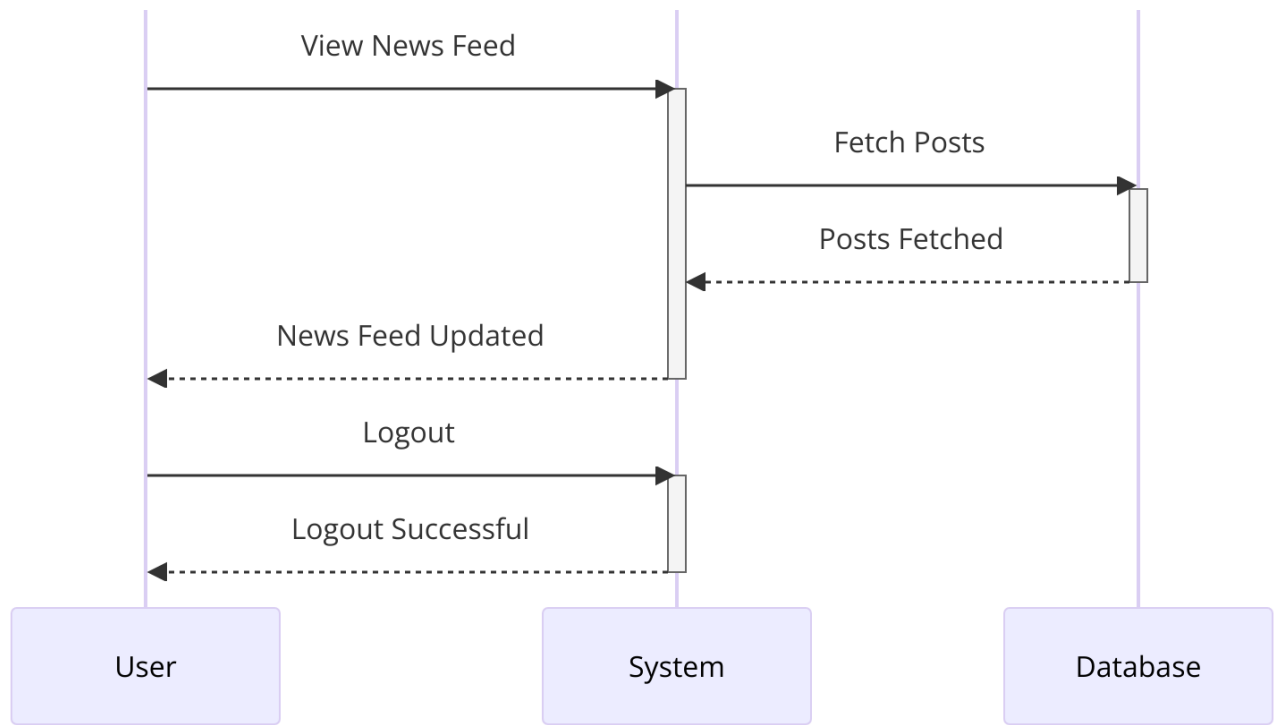 View News Feed
Fetch Posts
Posts Fetched
News Feed Updated
Logout
Logout Successful
User
System
Database